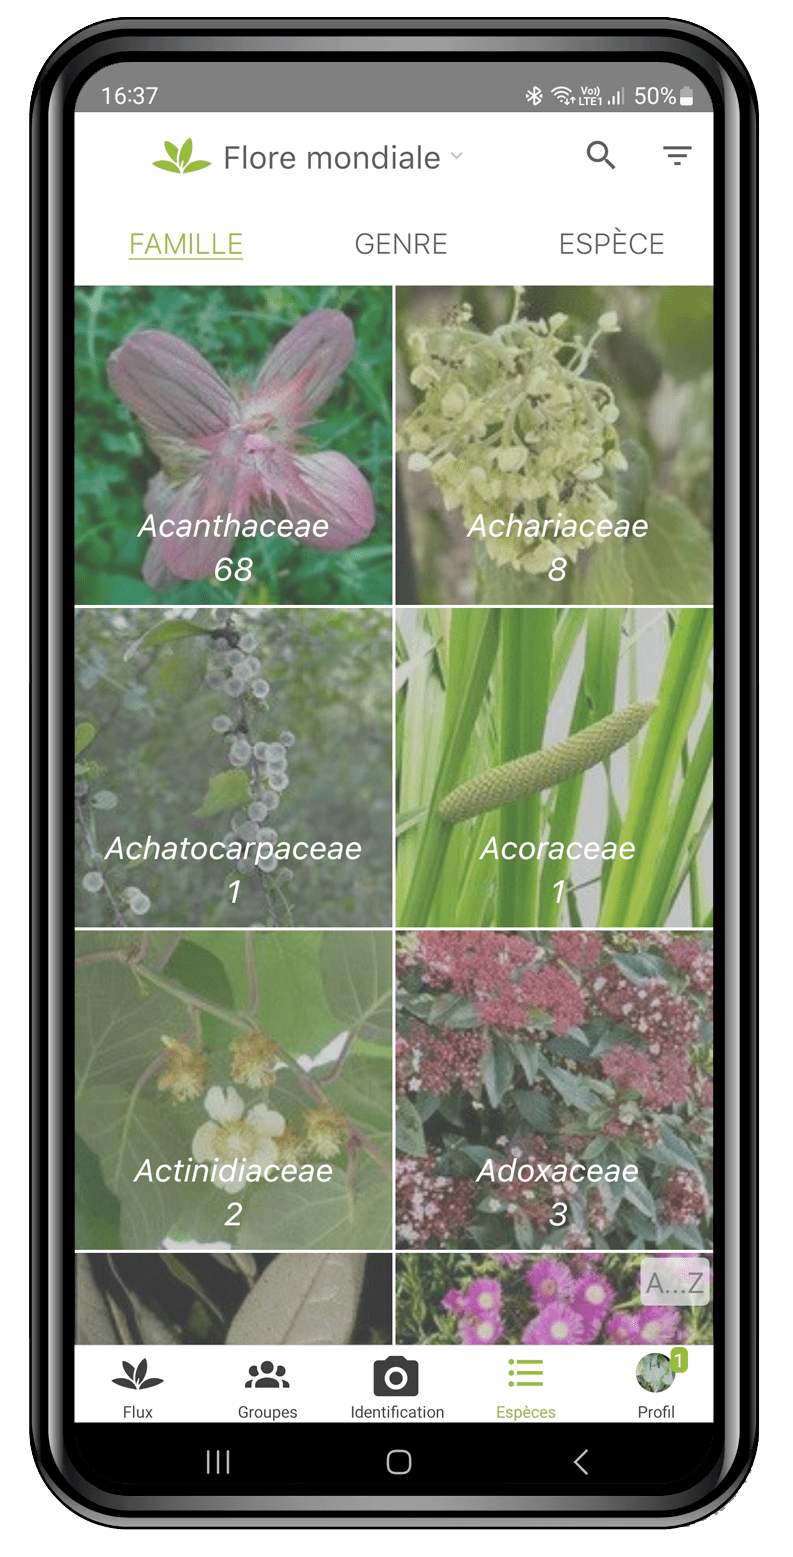 16:37
Vo)) LTE1 50%
Flore mondiale
FAMILLE GENRE ESPÈCE
Acanthaceae
68
Achariaceae
8
Achatocarpaceae
1
Acoraceae
1
Actinidiaceae
2
Adoxaceae
3
A...Z
1
Flux Groupes Identification Espèces Profil